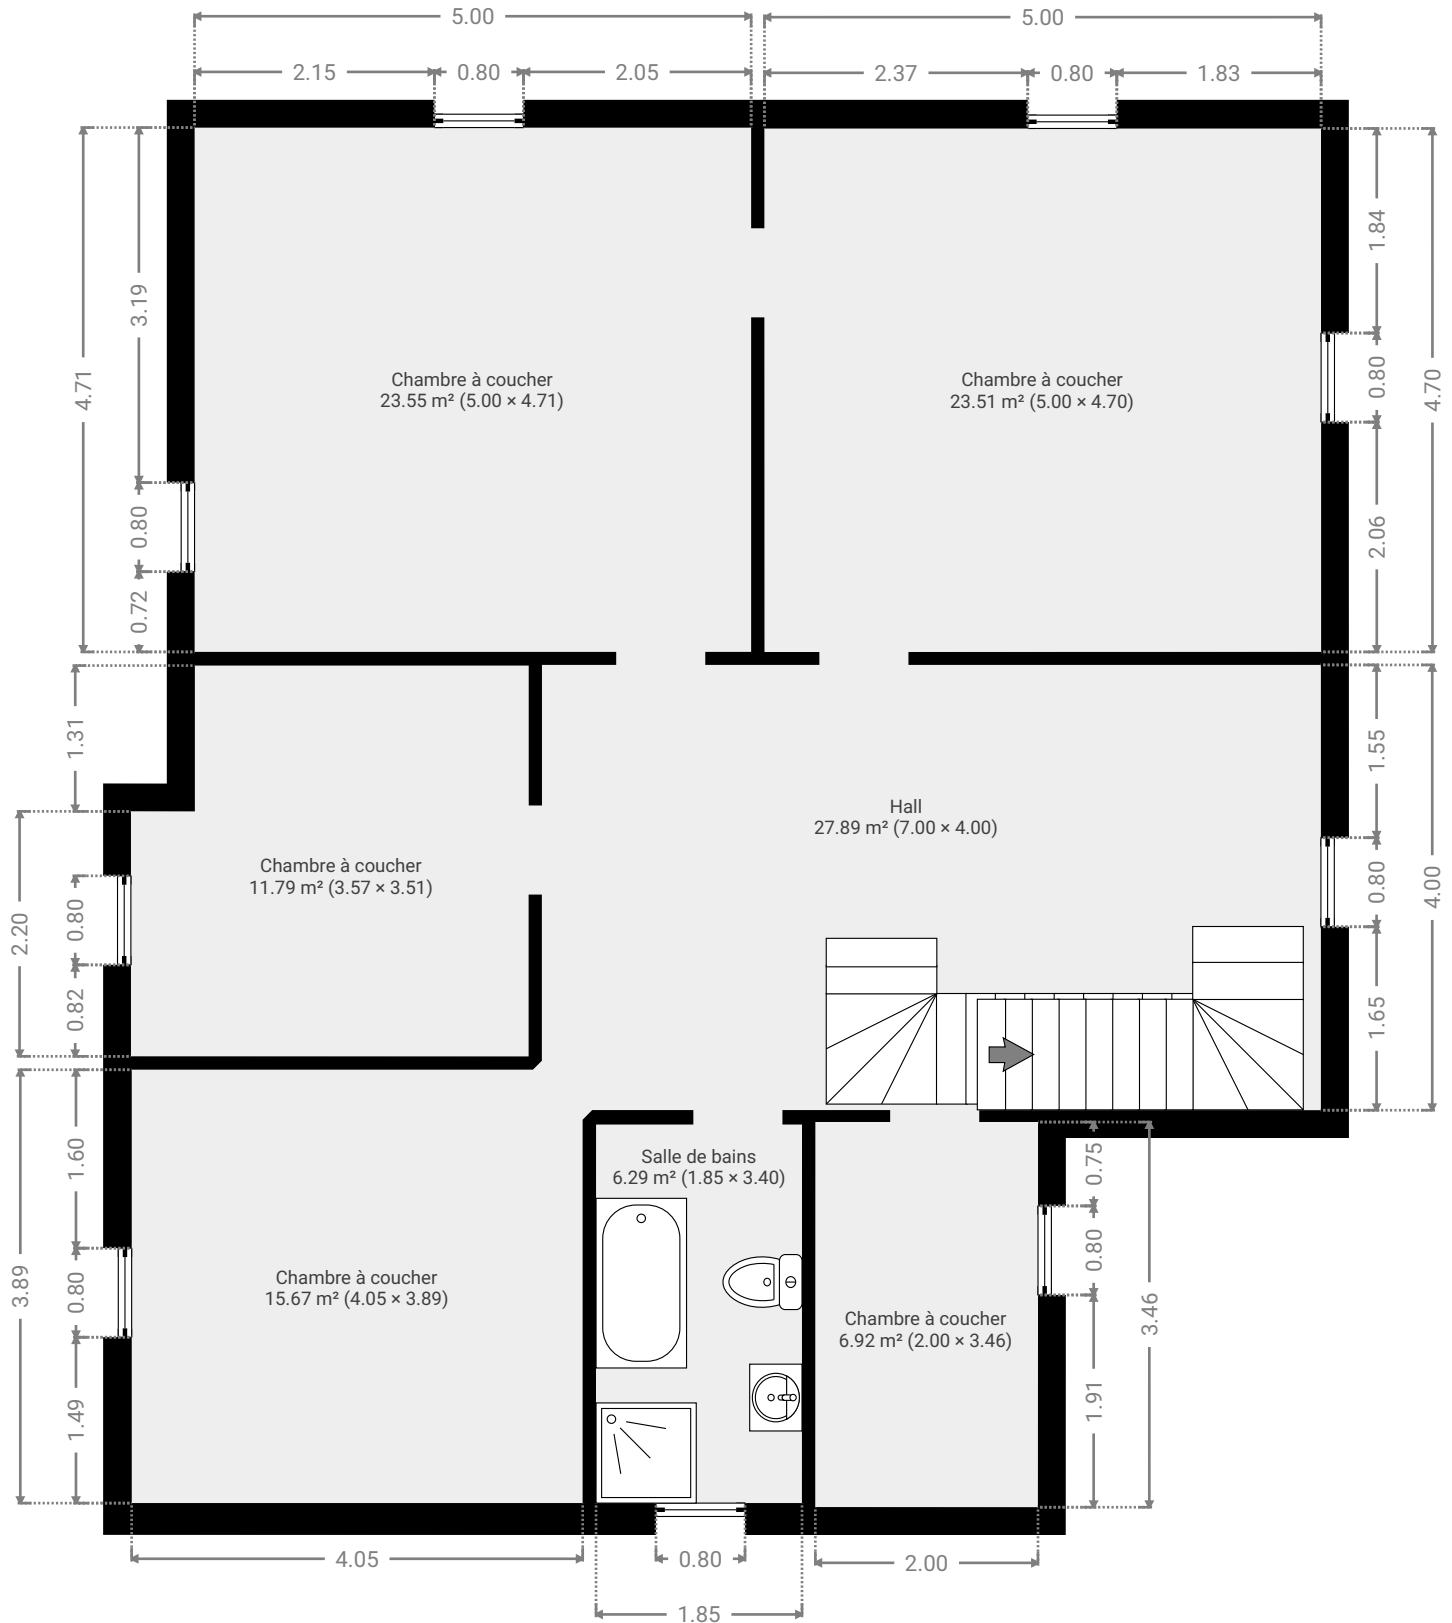 5.00
5.00
2.15
0.80
2.05
2.37
0.80
1.83
4.71
3.19
0.80
0.72
1.84
0.80
2.06
4.70
Chambre à coucher
23.55 m² (5.00 × 4.71)
Chambre à coucher
23.51 m² (5.00 × 4.70)
1.31
2.20
0.80
0.82
1.55
0.80
1.65
4.00
Hall
27.89 m² (7.00 × 4.00)
Chambre à coucher
11.79 m² (3.57 × 3.51)
3.89
1.60
0.80
1.49
0.75
0.80
1.91
3.46
Salle de bains
6.29 m² (1.85 × 3.40)
Chambre à coucher
15.67 m² (4.05 × 3.89)
Chambre à coucher
6.92 m² (2.00 × 3.46)
4.05
0.80
2.00
1.85